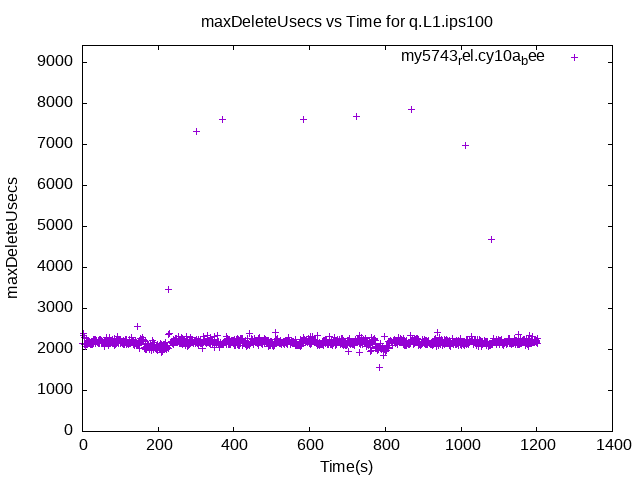 maxDeleteUsecs vs Time for q.L1.ips100
my5743rel.cy10abee
9000
8000
7000
6000
5000
4000
3000
2000
1000
0
maxDeleteUsecs
0 200 400 600 800 1000 1200 1400
Time(s)